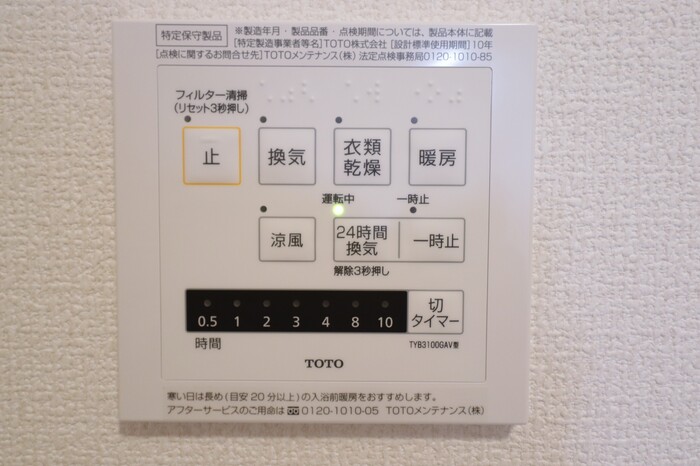 特定保守製品
※製造年月・製品品番・点検期間については、製品本体に記載
[特定製造事業者等名]TOTO株式会社 [設計標準使用期間]10年
[点検に関するお問合せ先]TOTOメンテナンス(株) 法定点検事務局0120-1010-85
フィルター清掃
(リセット3秒押し)
止
換気
衣類
乾燥
暖房
運転中
一時止
涼風
24時間
換気
一時止
解除3秒押し
0.5 1 2 3 4 8 10
切
タイマー
時間
TYB3100GAV型
TOTO
寒い日は長め(目安20分以上)の入浴前暖房をおすすめします。
アフターサービスのご用命は 0120-1010-05 TOTOメンテナンス(株)